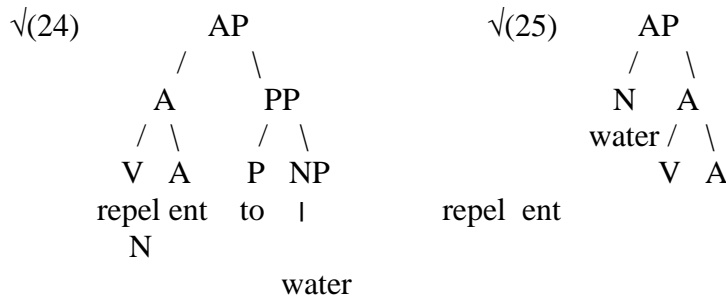 √(24) AP √(25) AP
/ \ / \
A PP N A
/ \ / \ water / \
V A P NP V A
repel ent to | repel ent
N
water